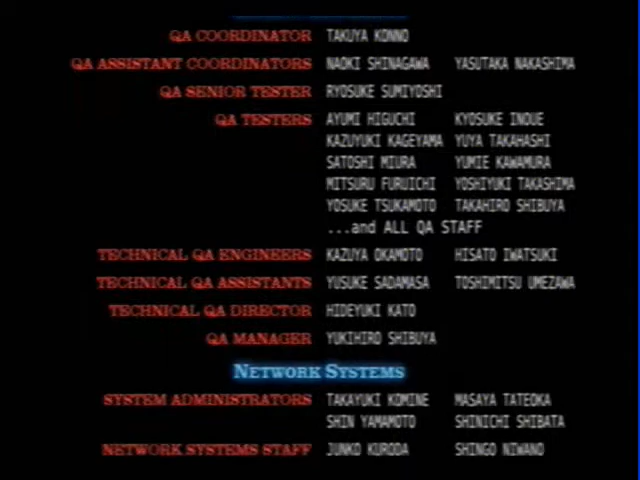 QA COORDINATOR TAKUYA KONNO
QA ASSISTANT COORDINATORS NAOKI SHINAGAWA YASUTAKA NAKASHIMA
QA SENIOR TESTER RYOSUKE SUMIYOSHI
QA TESTERS AYUMI HIGUCHI KYOSUKE INOUE
KAZUYUKI KAGEYAMA YUYA TAKAHASHI
SATOSHI MIURA YUMIE KAWAMURA
MITSURU FURUICHI YOSHIYUKI TAKASHIMA
YOSUKE TSUKAMOTO TAKAHIRO SHIBUYA
...and ALL QA STAFF
TECHNICAL QA ENGINEERS KAZUYA OKAMOTO HISATO IWATSUKI
TECHNICAL QA ASSISTANTS YUSUKE SADAMASA TOSHIMITSU UMEZAWA
TECHNICAL QA DIRECTOR HIDEYUKI KATO
QA MANAGER YUKIHIRO SHIBUYA
NETWORK SYSTEMS
SYSTEM ADMINISTRATORS TAKAYUKI KOMINE MASAYA TATEOKA
SHIN YAMAMOTO SHINICHI SHIBATA
NETWORK SYSTEMS STAFF JUNKO KURODA SHINGO NIWANO